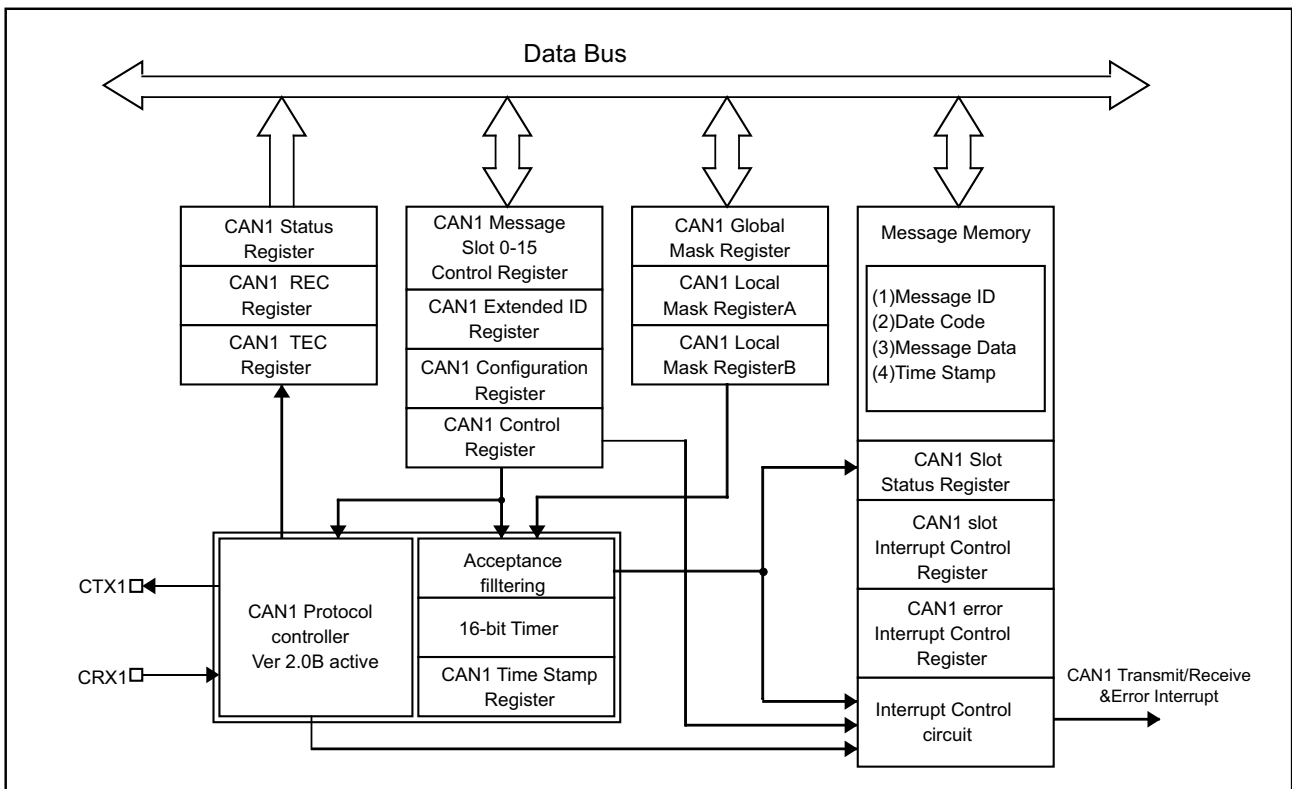 Data Bus
CAN1 Status
Register
CAN1 REC
Register
CAN1 TEC
Register
CAN1 Message
Slot 0-15
Control Register
CAN1 Extended ID
Register
CAN1 Configuration
Register
CAN1 Control
Register
CAN1 Global
Mask Register
CAN1 Local
Mask RegisterA
CAN1 Local
Mask RegisterB
Message Memory
(1)Message ID
(2)Date Code
(3)Message Data
(4)Time Stamp
CAN1 Slot
Status Register
CAN1 slot
Interrupt Control
Register
CAN1 error
Interrupt Control
Register
Interrupt Control
circuit
CTX1
CRX1
CAN1 Protocol
controller
Ver 2.0B active
Acceptance
filltering
16-bit Timer
CAN1 Time Stamp
Register
CAN1 Transmit/Receive
&Error Interrupt